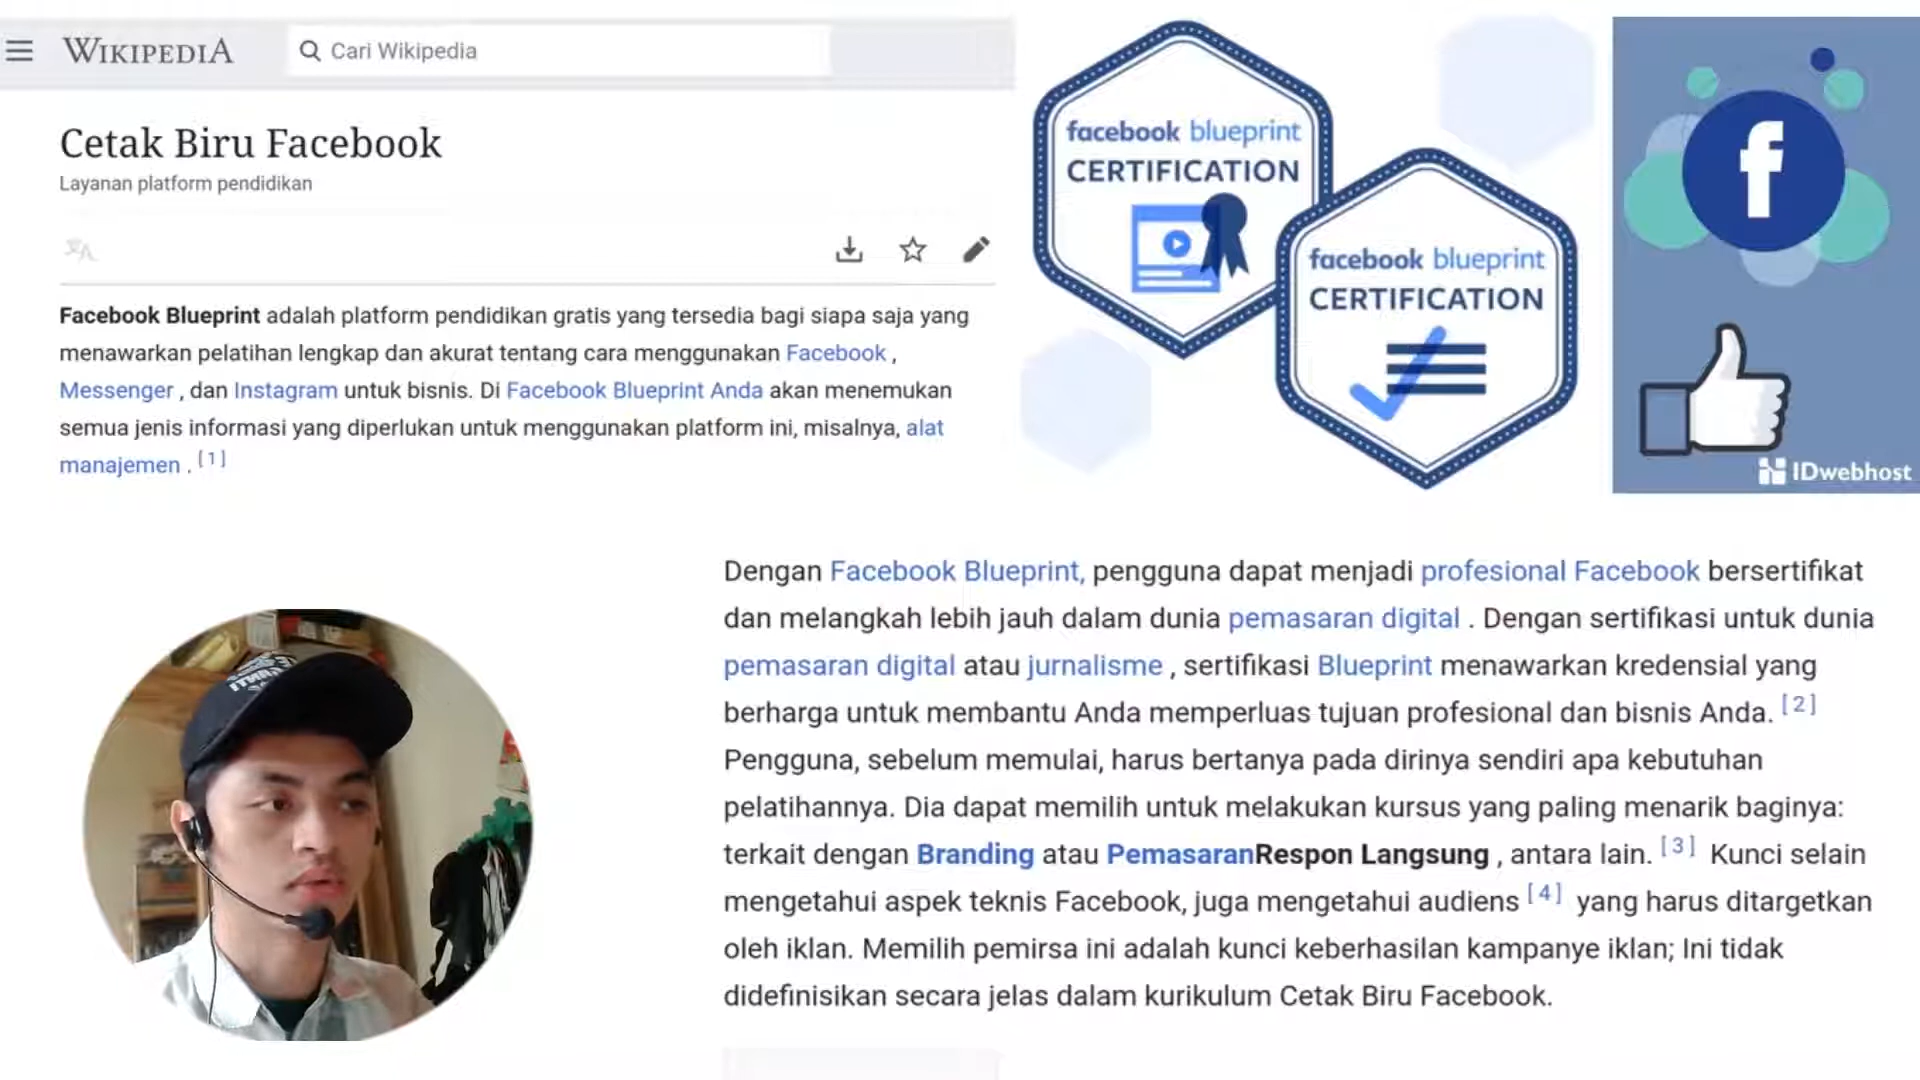 WIKIPEDIA
Cari Wikipedia
Cetak Biru Facebook
Layanan platform pendidikan
Facebook Blueprint adalah platform pendidikan gratis yang tersedia bagi siapa saja yang
menawarkan pelatihan lengkap dan akurat tentang cara menggunakan Facebook ,
Messenger , dan Instagram untuk bisnis. Di Facebook Blueprint Anda akan menemukan
semua jenis informasi yang diperlukan untuk menggunakan platform ini, misalnya, alat
manajemen . [1]
facebook blueprint
CERTIFICATION
facebook blueprint
CERTIFICATION
f
IDwebhost
Dengan Facebook Blueprint, pengguna dapat menjadi profesional Facebook bersertifikat
dan melangkah lebih jauh dalam dunia pemasaran digital . Dengan sertifikasi untuk dunia
pemasaran digital atau jurnalisme , sertifikasi Blueprint menawarkan kredensial yang
berharga untuk membantu Anda memperluas tujuan profesional dan bisnis Anda. [2]
Pengguna, sebelum memulai, harus bertanya pada dirinya sendiri apa kebutuhan
pelatihannya. Dia dapat memilih untuk melakukan kursus yang paling menarik baginya:
terkait dengan Branding atau PemasaranRespon Langsung , antara lain. [3] Kunci selain
mengetahui aspek teknis Facebook, juga mengetahui audiens [4] yang harus ditargetkan
oleh iklan. Memilih pemirsa ini adalah kunci keberhasilan kampanye iklan; Ini tidak
didefinisikan secara jelas dalam kurikulum Cetak Biru Facebook.